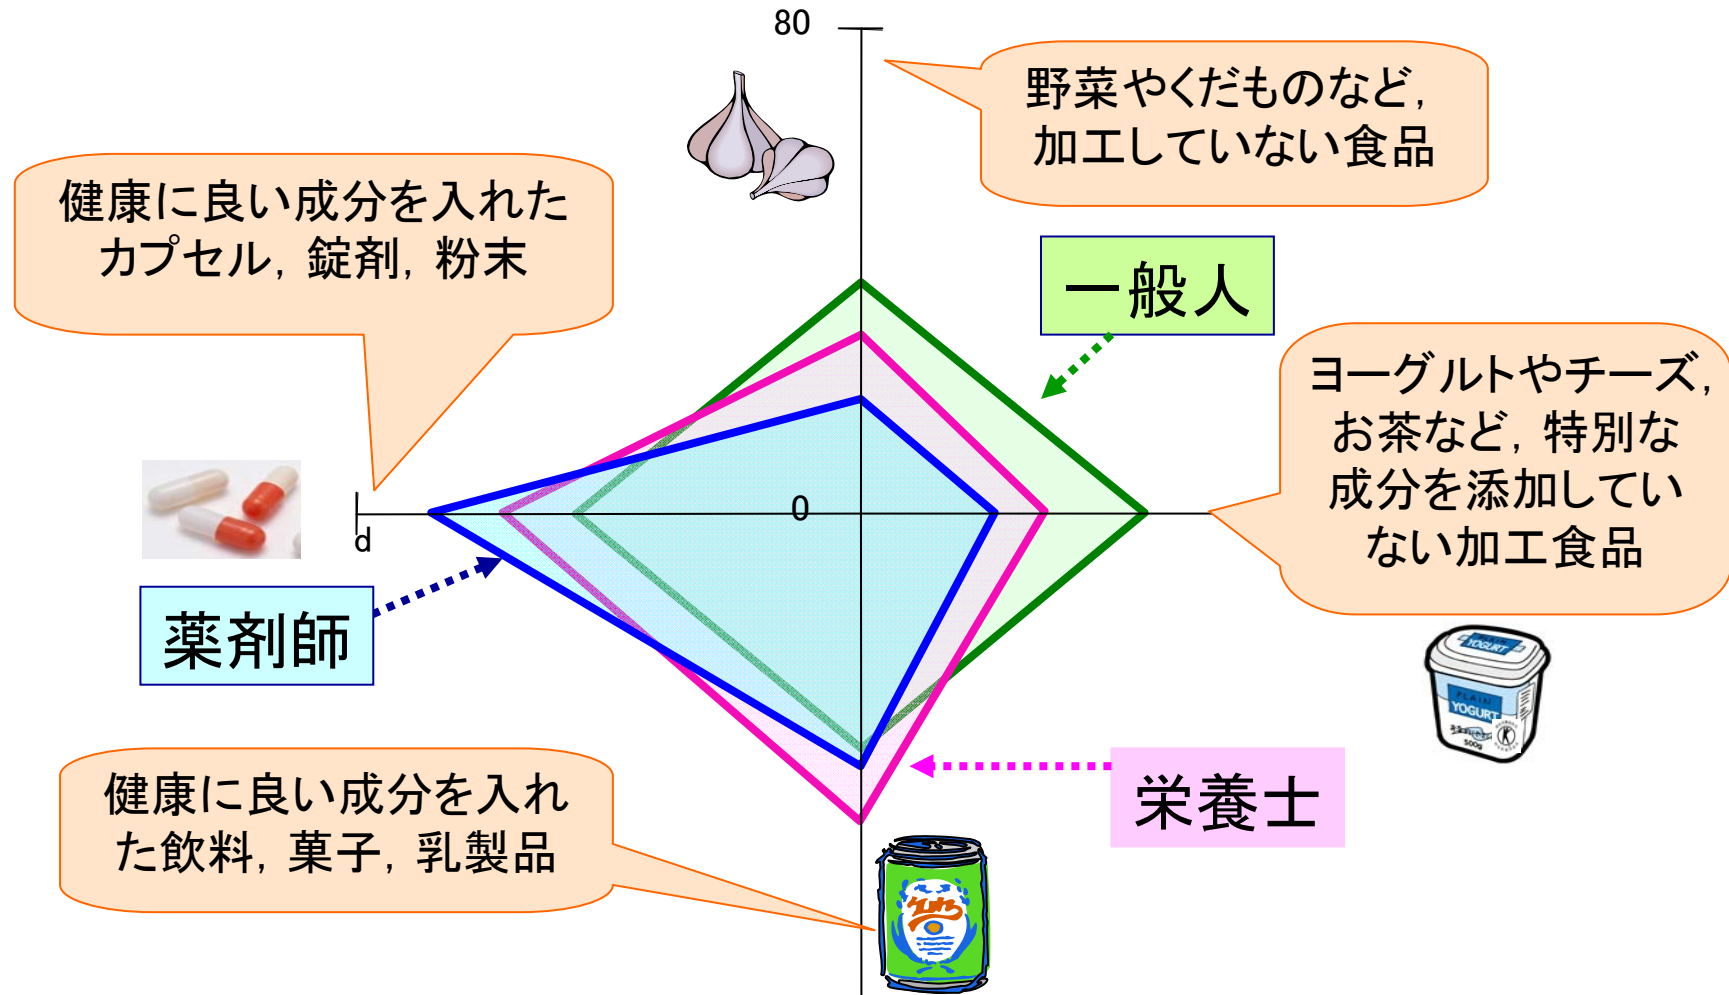 80
野菜やくだものなど,
加工していない食品
健康に良い成分を入れた
カプセル, 錠剤, 粉末
一般人
ヨーグルトやチーズ,
お茶など, 特別な
成分を添加してい
ない加工食品
0
d
薬剤師
PLAIN
YOGURT
PLAIN
YOGURT
500g
健康に良い成分を入れ
た飲料, 菓子, 乳製品
栄養士